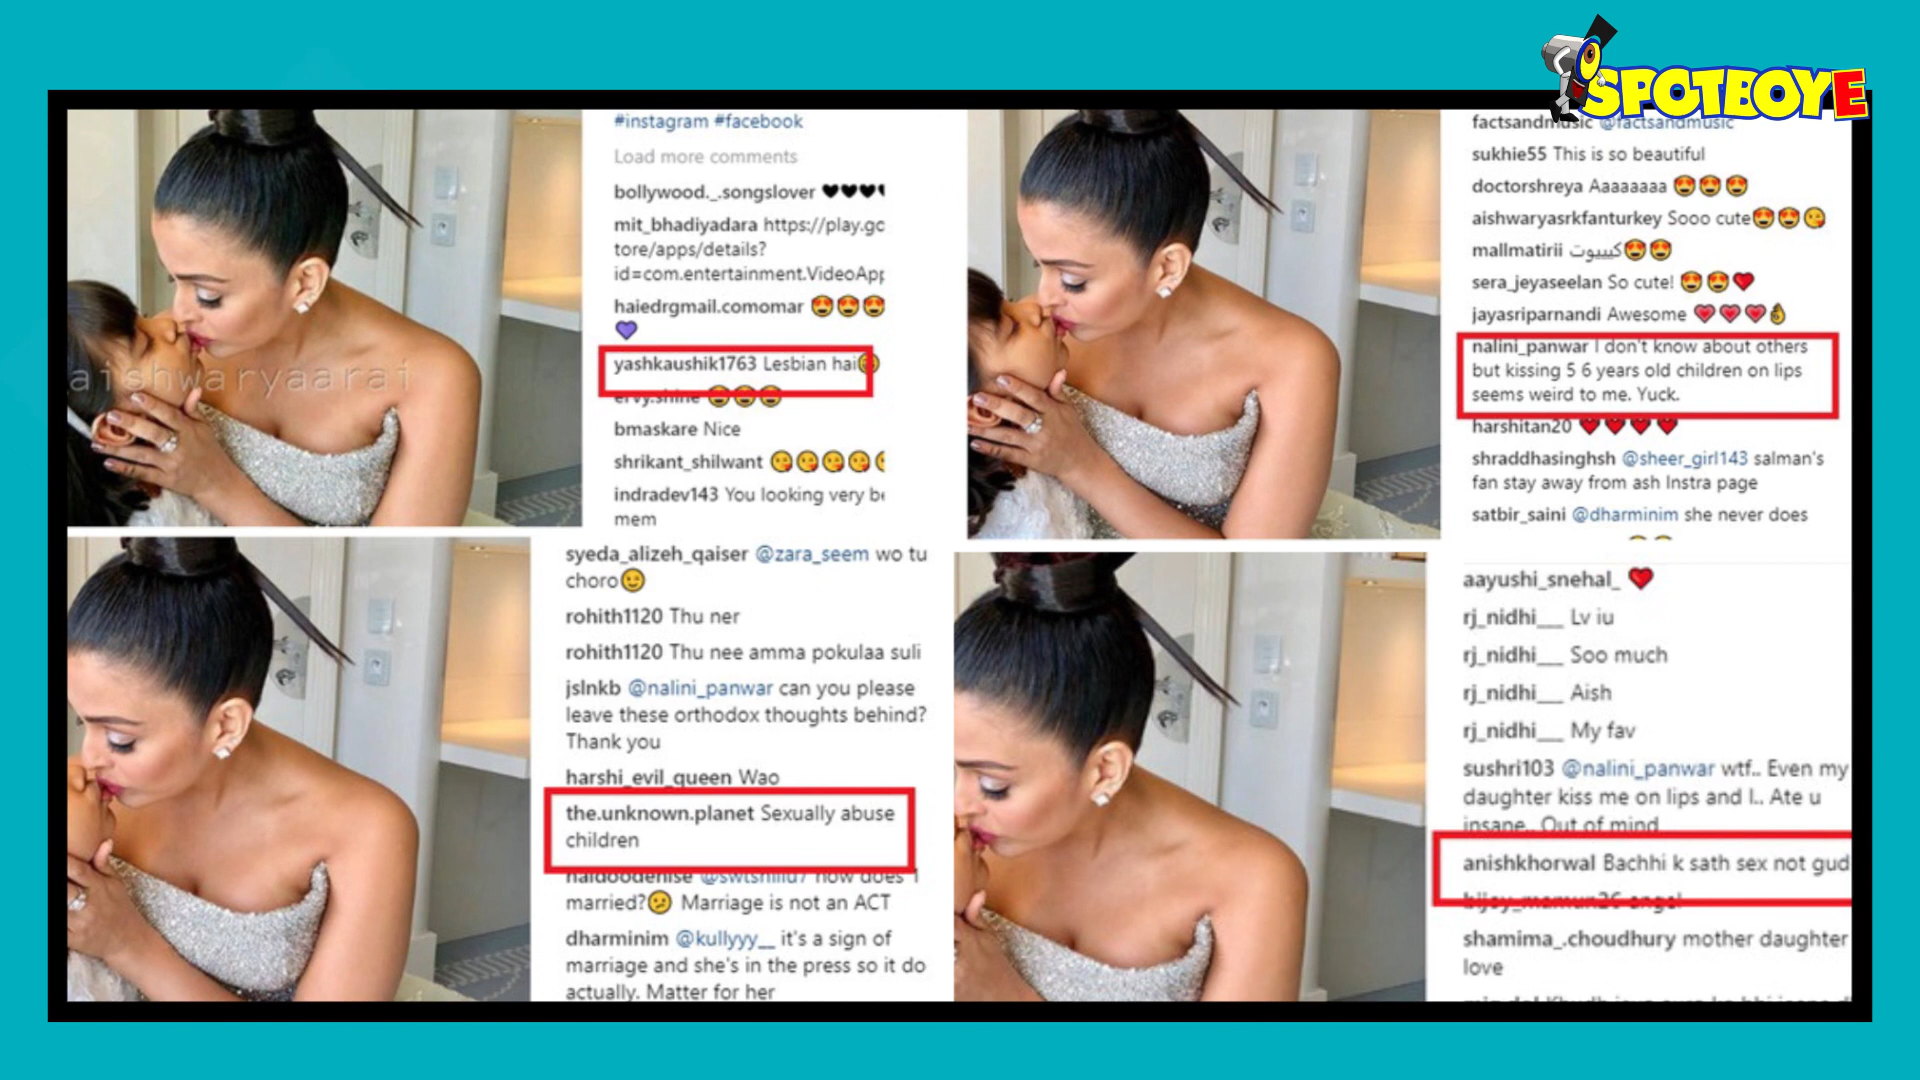 SPOTBOYE
#instagram #facebook
Load more comments
bollywood._.songslover
mit_bhadiyadara https://play.gc
tore/apps/details?
id=com.entertainment.VideoApp
haiedrgmail.comomar
yashkaushik1763 Lesbian hai
ervy.shine
bmaskare Nice
shrikant_shilwant
indradev143 You looking very be
mem
aishwaryaarai
factsandmusic @factsandmusic
sukhie55 This is so beautiful
doctorshreya Aaaaaaaa
aishwaryasrkfanturkey Sooo cute
mallmatirii كييييوت
sera_jeyaseelan So cute!
jayasriparnandi Awesome
nalini_panwar I don't know about others
but kissing 5 6 years old children on lips
seems weird to me. Yuck.
harshitan20
shraddhasinghsh @sheer_girl143 salman's
fan stay away from ash Instra page
satbir_saini @dharminim she never does
syeda_alizeh_qaiser @zara_seem wo tu
choro
rohith1120 Thu ner
rohith1120 Thu nee amma pokulaa suli
jslnkb @nalini_panwar can you please
leave these orthodox thoughts behind?
Thank you
harshi_evil_queen Wao
the.unknown.planet Sexually abuse
children
married? Marriage is not an ACT
dharminim @kullyyy__ it's a sign of
marriage and she's in the press so it do
actually. Matter for her
aayushi_snehal_
rj_nidhi___ Lv iu
rj_nidhi___ Soo much
rj_nidhi___ Aish
rj_nidhi___ My fav
sushri103 @nalini_panwar wtf.. Even my
daughter kiss me on lips and I.. Ate u
insane.. Out of mind
anishkhorwal Bachhi k sath sex not gud
shamima_.choudhury mother daughter
love